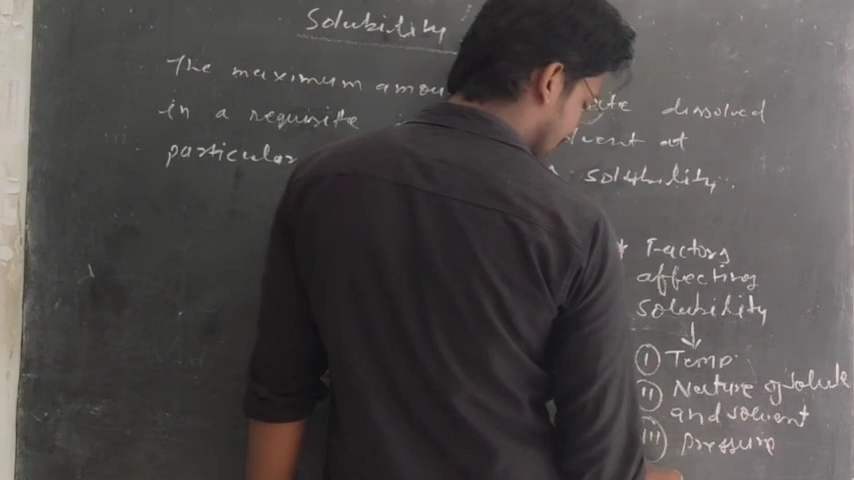 Solubility
The maximum amou ute dissolved
in a requisite vent at
particular solubility.
* Factors
affecting
solubility
↓
(I) Temp.
(II) Nature of solute
and solvent
(III) pressure